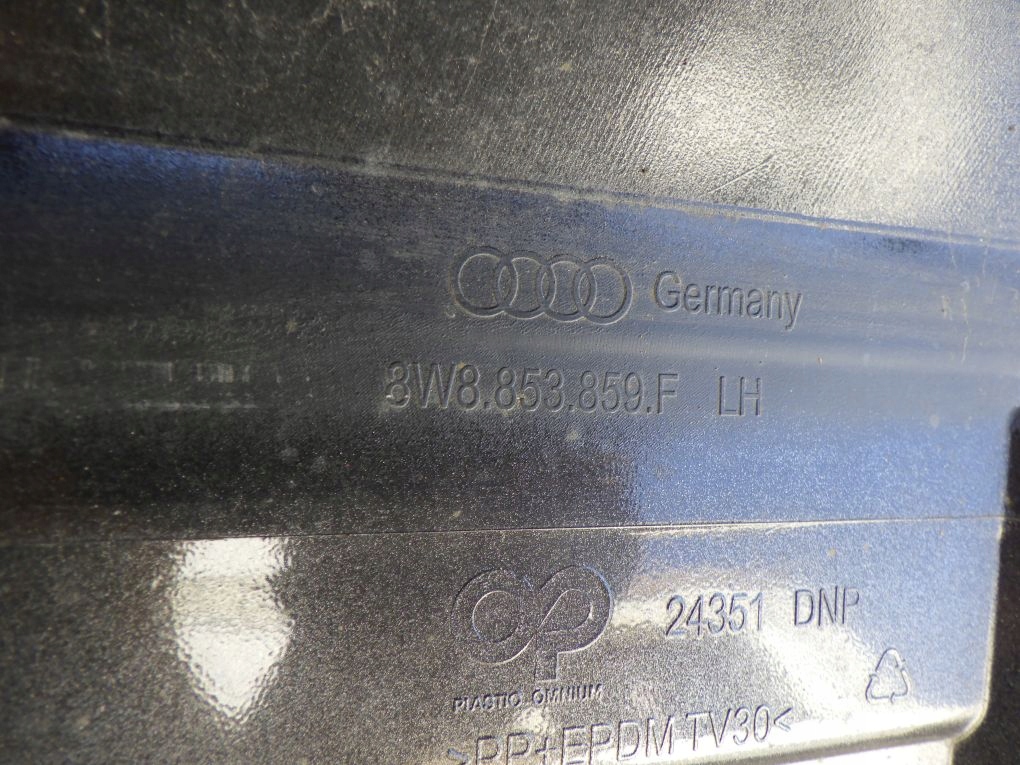 Germany
8W8.853.859.F LH
24351 DNP
PLASTIC OMNIUM
>PP+EPDM TV30<